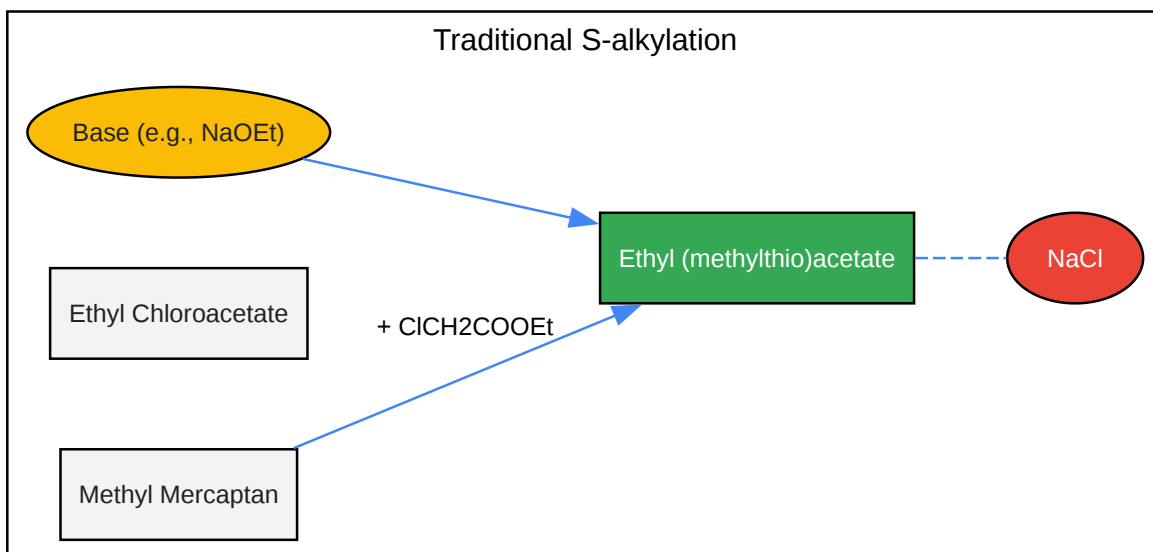 Traditional S-alkylation
Base (e.g., NaOEt)
Ethyl (methylthio)acetate
NaCl
Ethyl Chloroacetate
+ ClCH2COOEt
Methyl Mercaptan